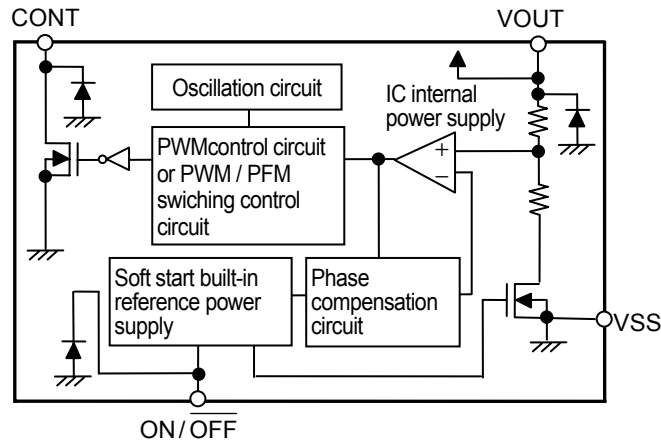 CONT
VOUT
Oscillation circuit
IC internal
power supply
PWMcontrol circuit
or PWM / PFM
swiching control
circuit
+
−
Soft start built-in
reference power
supply
Phase
compensation
circuit
VSS
ON / OFF